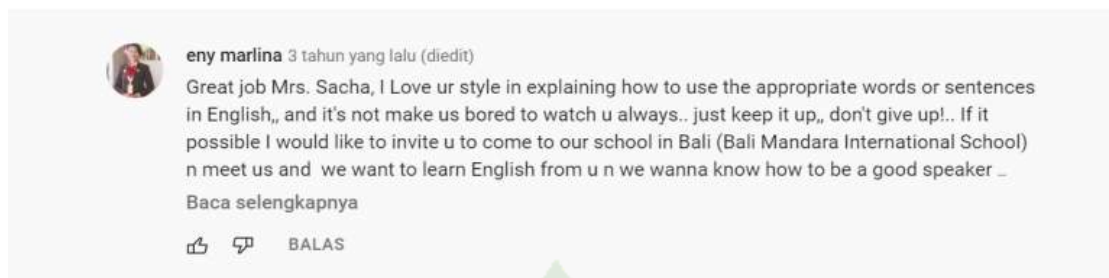 eny marlina 3 tahun yang lalu (diedit)
Great job Mrs. Sacha, I Love ur style in explaining how to use the appropriate words or sentences
in English,, and it's not make us bored to watch u always.. just keep it up,, don't give up!.. If it
possible I would like to invite u to come to our school in Bali (Bali Mandara International School)
n meet us and  we want to learn English from u n we wanna know how to be a good speaker ...
Baca selengkapnya
BALAS